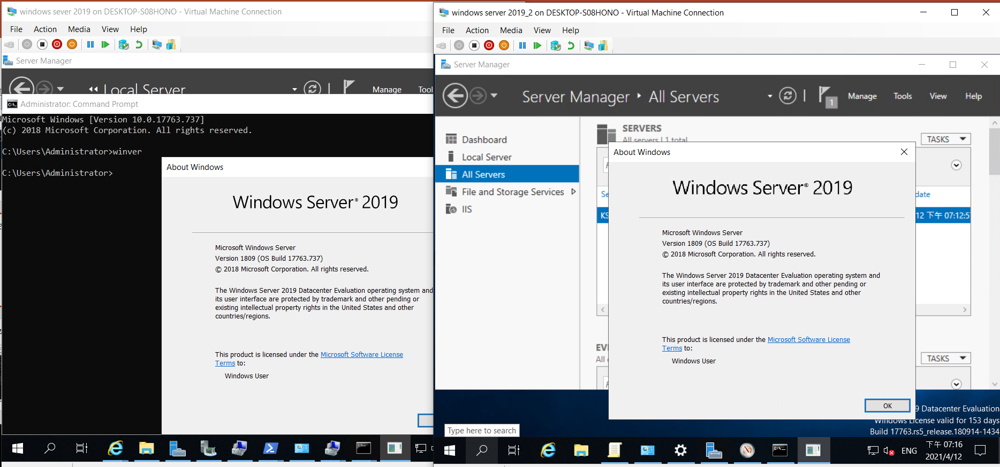 windows sever 2019 on DESKTOP-S08HONO - Virtual Machine Connection
File Action Media View Help
Server Manager
Local Server
Manage
Administrator: Command Prompt
Microsoft Windows [Version 10.0.17763.737]
(c) 2018 Microsoft Corporation. All rights reserved.
C:\Users\Administrator>winver
C:\Users\Administrator>
About Windows
Windows Server® 2019
Microsoft Windows Server
Version 1809 (OS Build 17763.737)
© 2018 Microsoft Corporation. All rights reserved.
The Windows Server 2019 Datacenter Evaluation operating system and
its user interface are protected by trademark and other pending or
existing intellectual property rights in the United States and other
countries/regions.
This product is licensed under the Microsoft Software License
Terms to:
Windows User
windows server 2019_2 on DESKTOP-S08HONO - Virtual Machine Connection
File Action Media View Help
Server Manager
Server Manager All Servers
1
Manage Tools View Help
Dashboard
Local Server
All Servers
File and Storage Services
IIS
SERVERS
All servers | 1 total
TASKS
KS
12 下午 07:12:5
All
TASKS
About Windows
Windows Server® 2019
Microsoft Windows Server
Version 1809 (OS Build 17763.737)
© 2018 Microsoft Corporation. All rights reserved.
The Windows Server 2019 Datacenter Evaluation operating system and
its user interface are protected by trademark and other pending or
existing intellectual property rights in the United States and other
countries/regions.
This product is licensed under the Microsoft Software License
Terms to:
Windows User
OK
9 Datacenter Evaluation
Windows License valid for 153 days
Build 17763.rs5_release.180914-1434
Type here to search
ENG
下午 07:16
2021/4/12